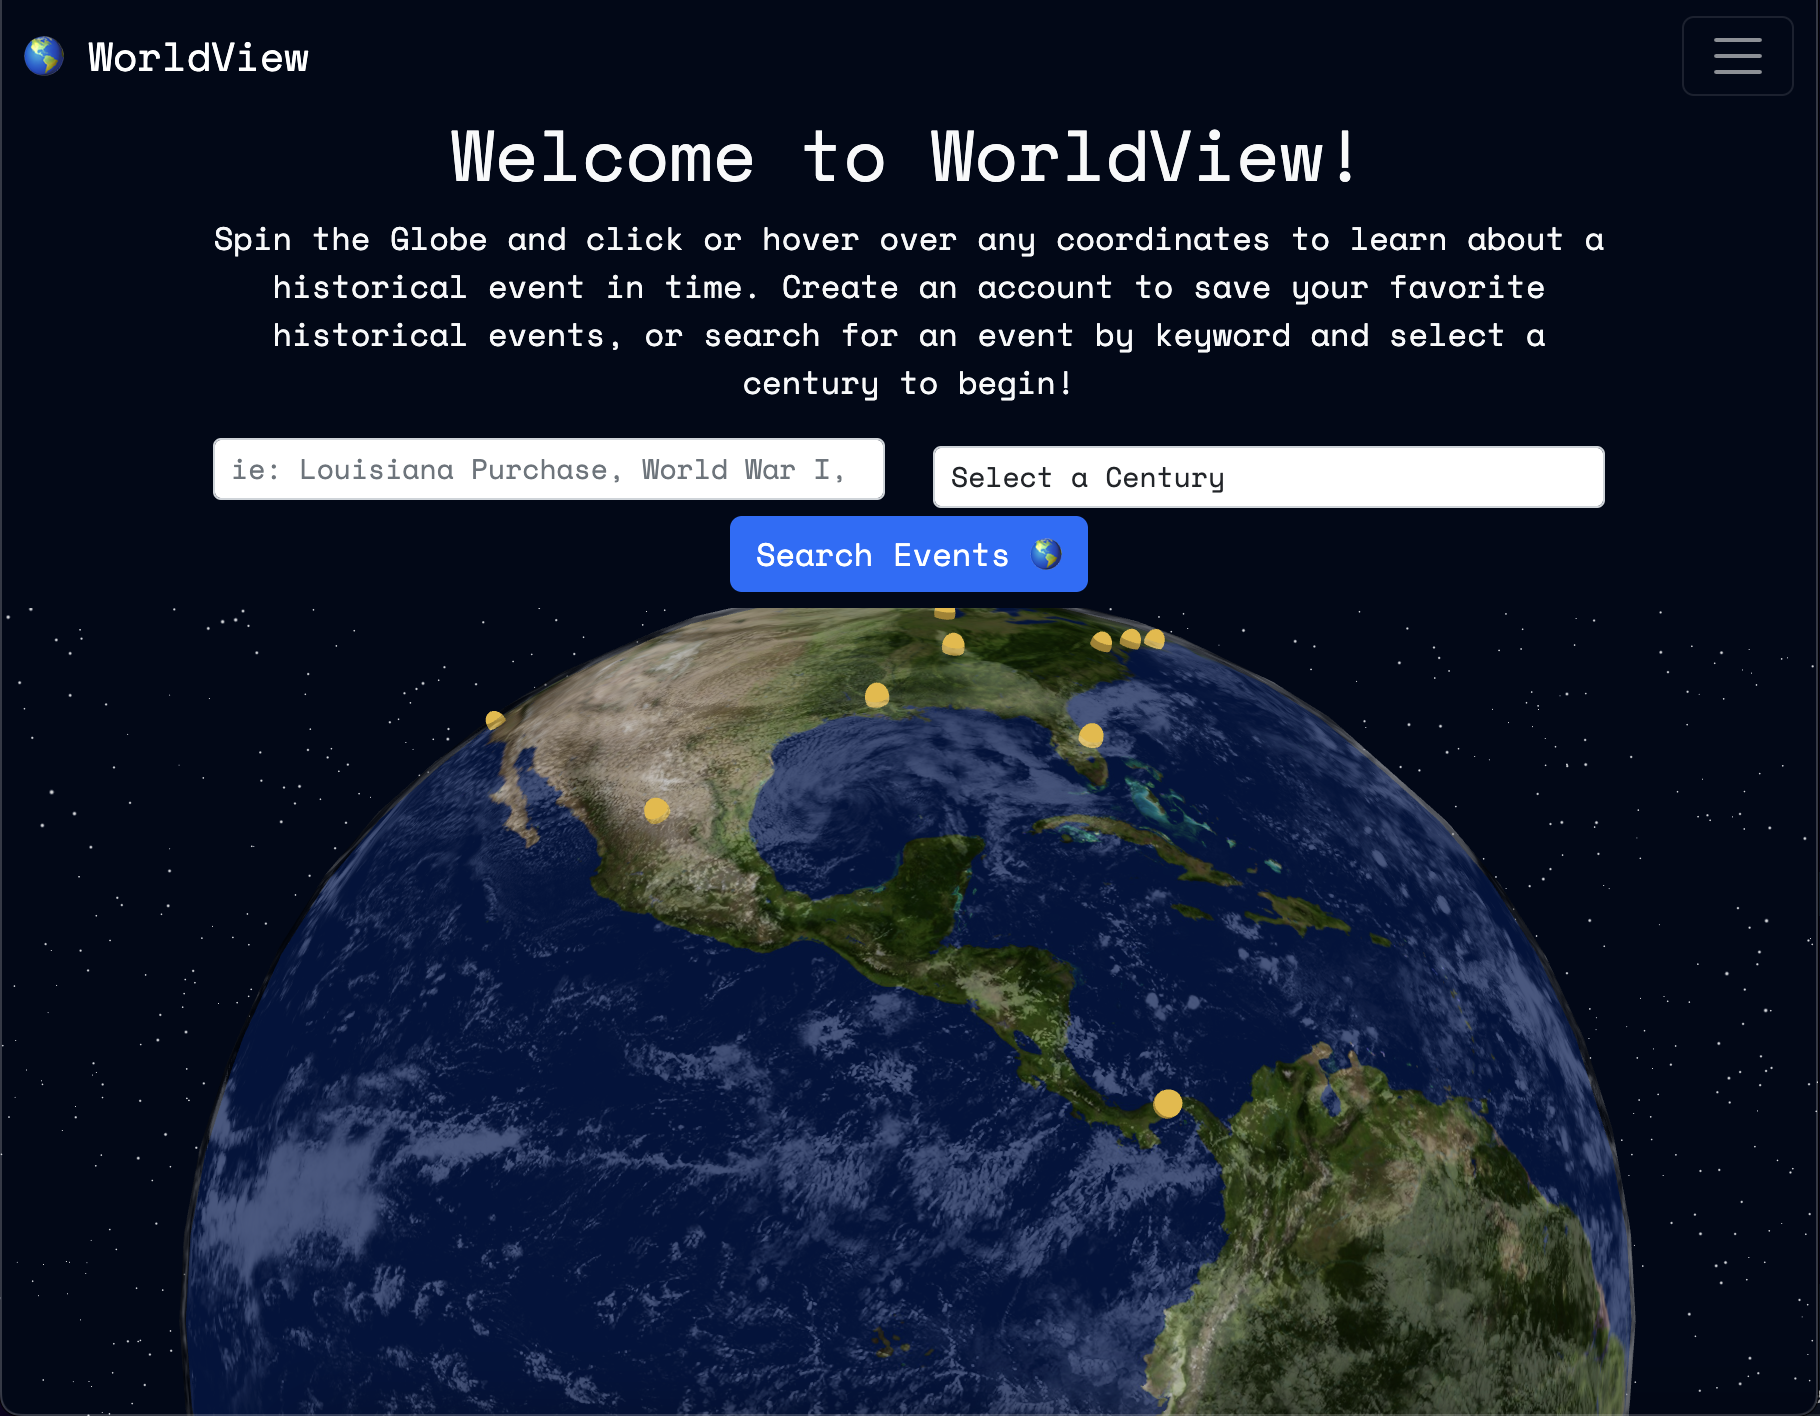 WorldView
Welcome to WorldView!
Spin the Globe and click or hover over any coordinates to learn about a
historical event in time. Create an account to save your favorite
historical events, or search for an event by keyword and select a
century to begin!
ie: Louisiana Purchase, World War I,
Select a Century
Search Events